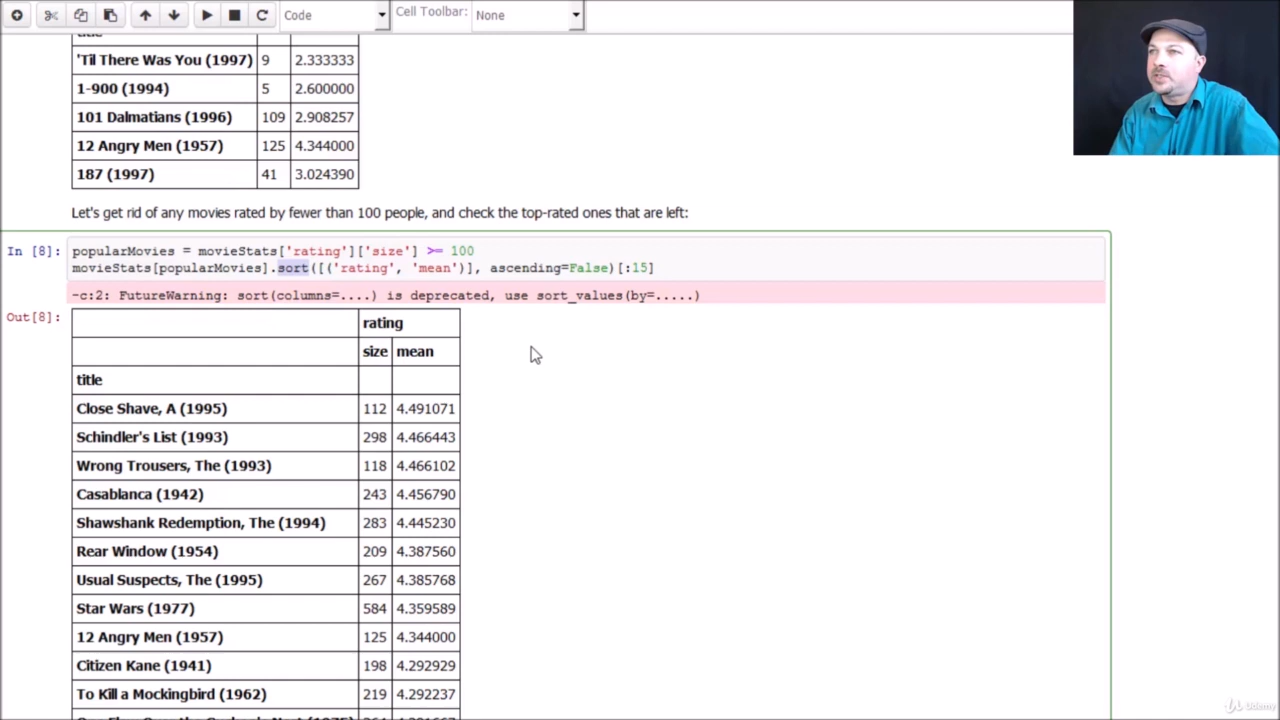 Code
Cell Toolbar:
None
'Til There Was You (1997) 9 2.333333
1-900 (1994) 5 2.600000
101 Dalmatians (1996) 109 2.908257
12 Angry Men (1957) 125 4.344000
187 (1997) 41 3.024390
Let's get rid of any movies rated by fewer than 100 people, and check the top-rated ones that are left:
In [8]: popularMovies = movieStats['rating']['size'] >= 100
movieStats[popularMovies].sort([('rating', 'mean')], ascending=False)[:15]
-c:2: FutureWarning: sort(columns=....) is deprecated, use sort_values(by=.....)
Out[8]:
rating
size mean
title
Close Shave, A (1995) 112 4.491071
Schindler's List (1993) 298 4.466443
Wrong Trousers, The (1993) 118 4.466102
Casablanca (1942) 243 4.456790
Shawshank Redemption, The (1994) 283 4.445230
Rear Window (1954) 209 4.387560
Usual Suspects, The (1995) 267 4.385768
Star Wars (1977) 584 4.359589
12 Angry Men (1957) 125 4.344000
Citizen Kane (1941) 198 4.292929
To Kill a Mockingbird (1962) 219 4.292237
Udemy